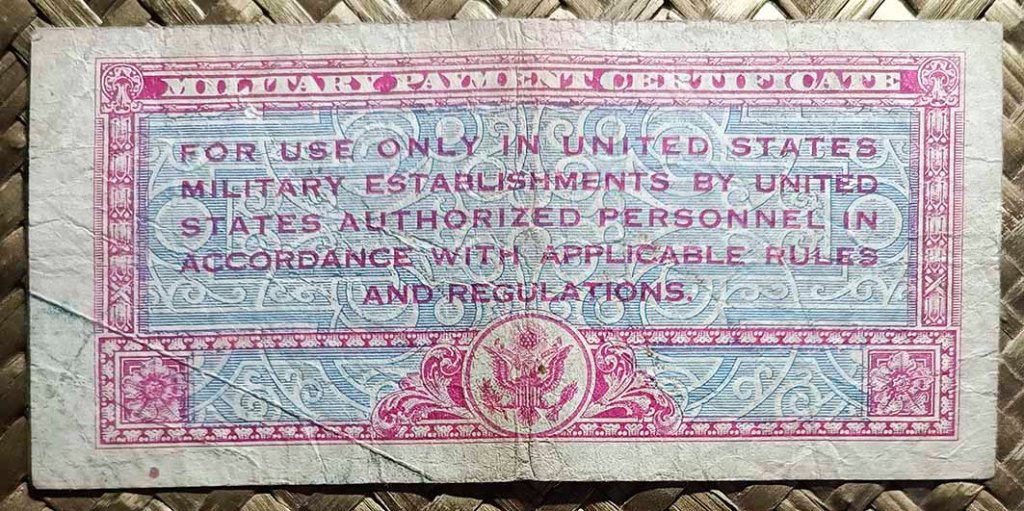 MILITARY PAYMENT CERTIFICATE
FOR USE ONLY IN UNITED STATES
MILITARY ESTABLISHMENTS BY UNITED
STATES AUTHORIZED PERSONNEL IN
ACCORDANCE WITH APPLICABLE RULES
AND REGULATIONS.